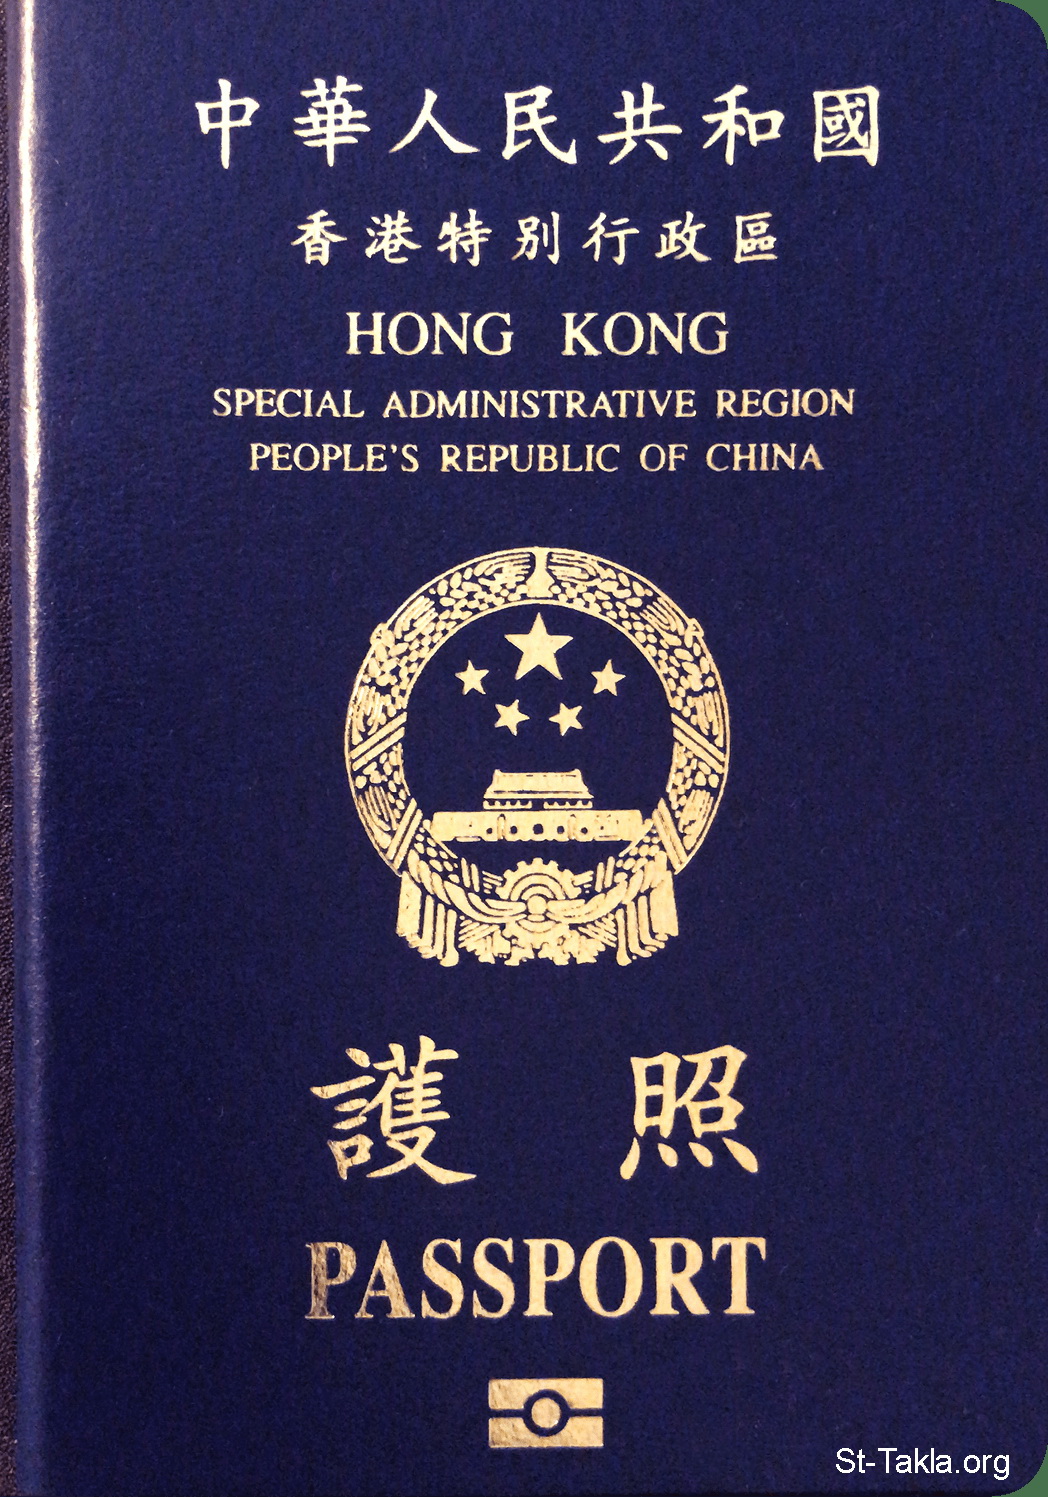 中華人民共和國
香港特別行政區
HONG KONG
SPECIAL ADMINISTRATIVE REGION
PEOPLE'S REPUBLIC OF CHINA
護照
PASSPORT
St-Takla.org